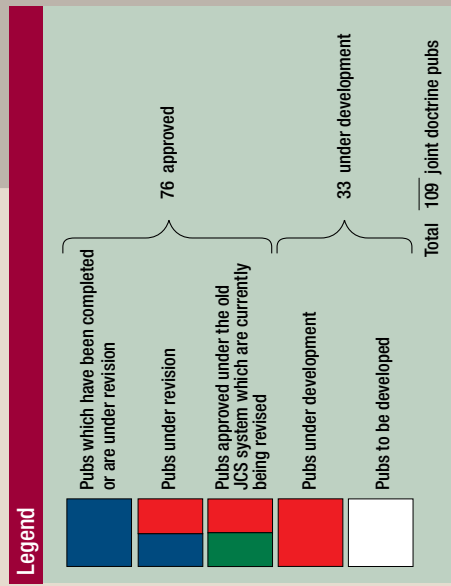 Legend
Pubs which have been completed
or are under revision
Pubs under revision
Pubs approved under the old
JCS system which are currently
being revised
76 approved
Pubs under development
Pubs to be developed
33 under development
Total 109 joint doctrine pubs